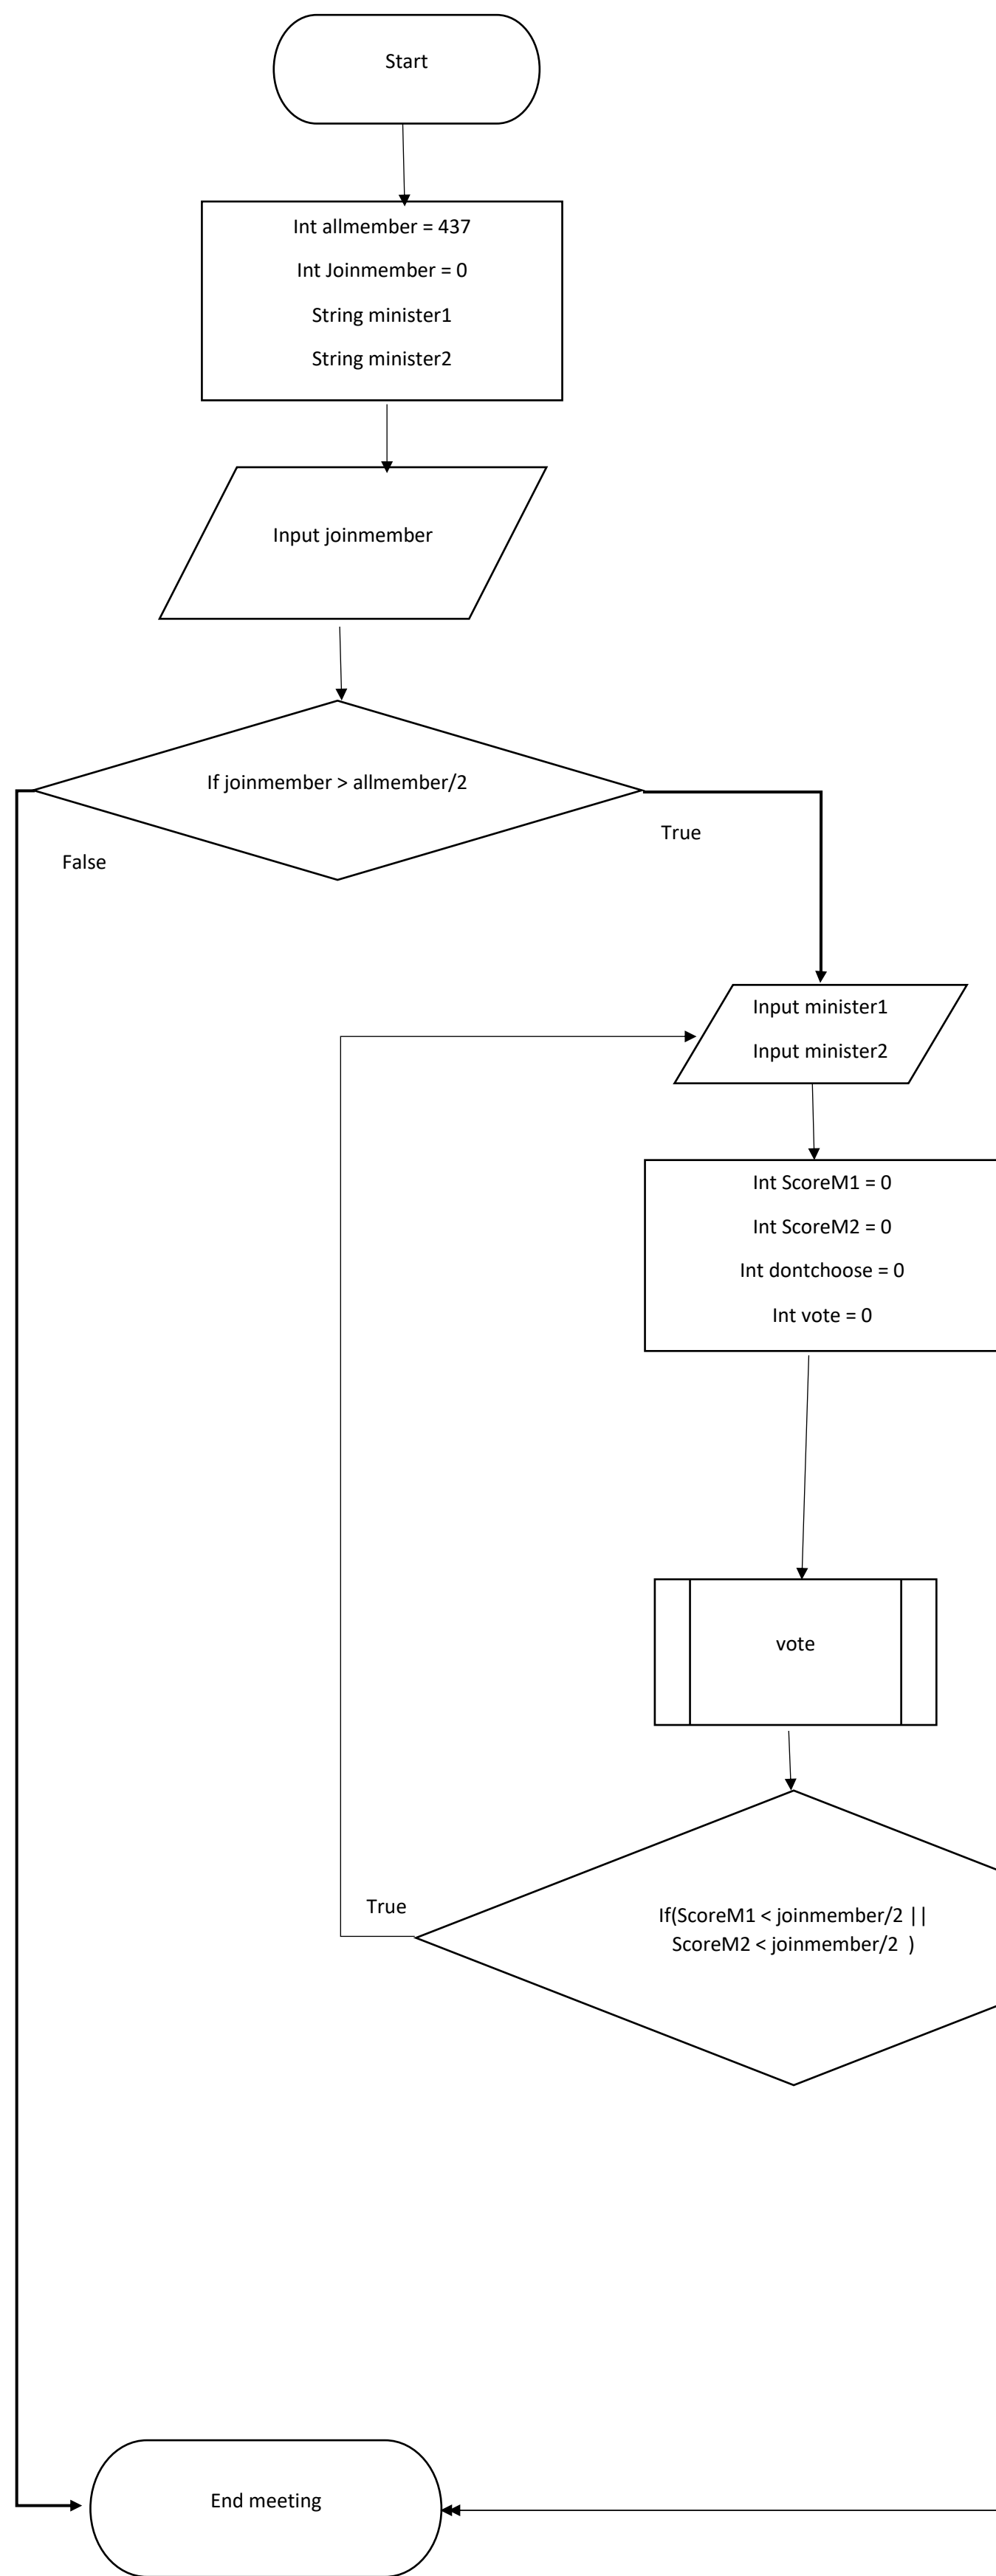 Start
Int allmember = 437
Int Joinmember = 0
String minister1
String minister2
Input joinmember
If joinmember > allmember/2
True
False
Input minister1
Input minister2
Int ScoreM1 = 0
Int ScoreM2 = 0
Int dontchoose = 0
Int vote = 0
vote
True
If(ScoreM1 < joinmember/2 ||
ScoreM2 < joinmember/2  )
End meeting